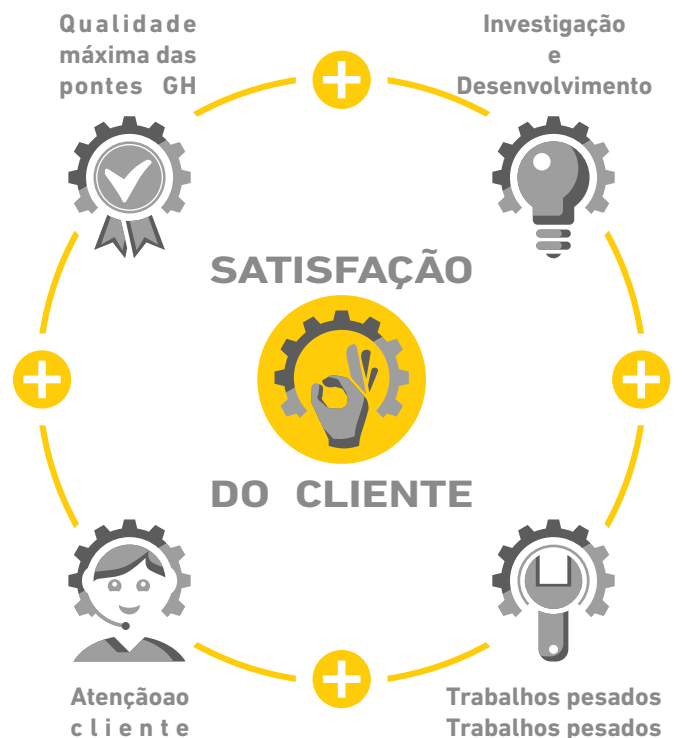 Qualidade
máxima das
pontes GH
Investigação
e
Desenvolvimento
SATISFAÇÃO
DO CLIENTE
Atençãoao
cliente
Trabalhos pesados
Trabalhos pesados